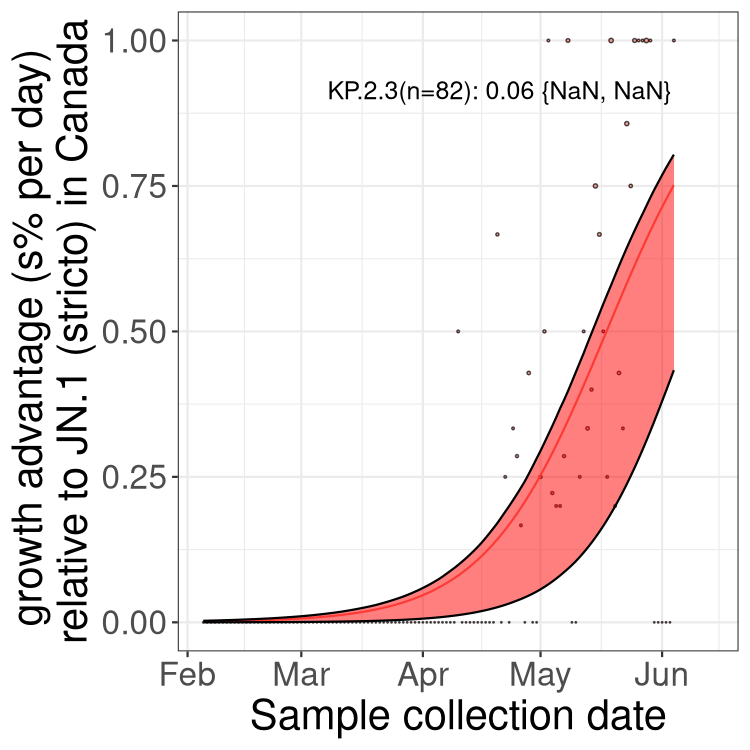 growth advantage (s% per day)
relative to JN.1 (stricto) in Canada
1.00
0.75
0.50
0.25
0.00
KP.2.3(n=82): 0.06 {NaN, NaN}
Feb Mar Apr May Jun
Sample collection date